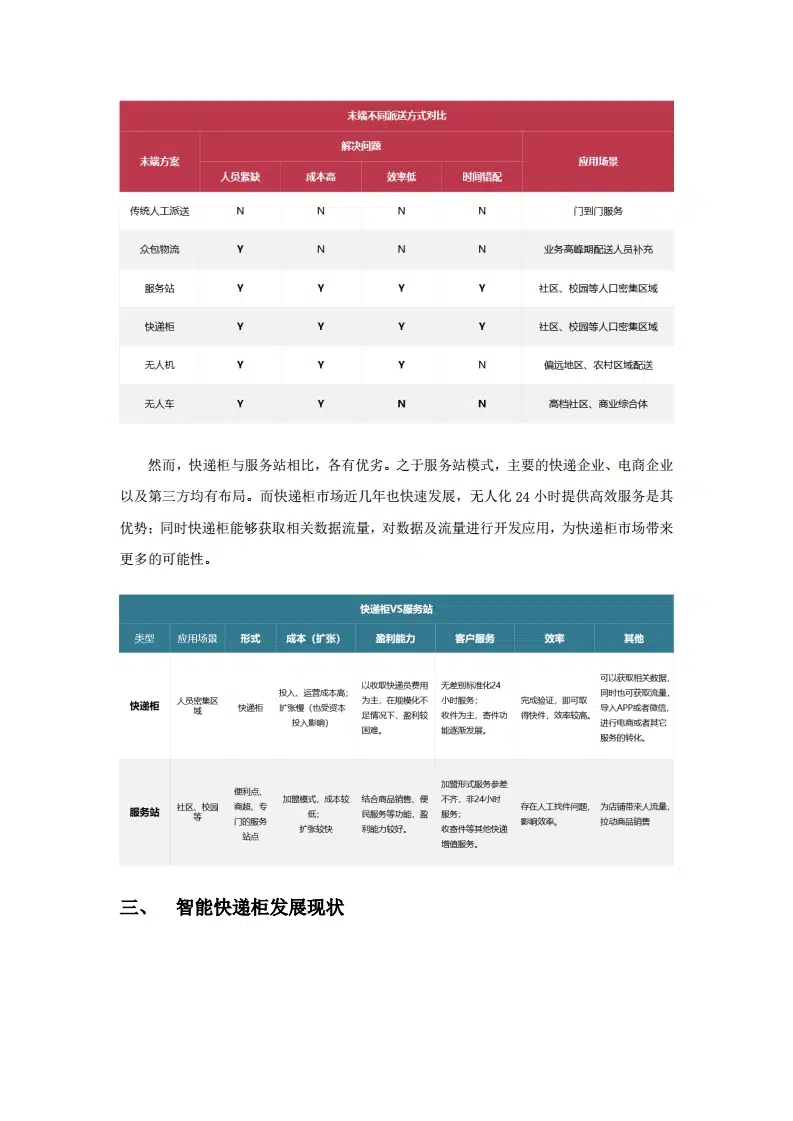 末端不同派送方式对比
末端方案 解决问题 应用场景
人员紧缺 成本高 效率低 时间错配
传统人工派送 N N N N 门到门服务
众包物流 Y N N N 业务高峰期配送人员补充
服务站 Y Y Y Y 社区、校园等人口密集区域
快递柜 Y Y Y Y 社区、校园等人口密集区域
无人机 Y Y Y N 偏远地区、农村区域配送
无人车 Y Y N N 高档社区、商业综合体
然而，快递柜与服务站相比，各有优劣。之于服务站模式，主要的快递企业、电商企业
以及第三方均有布局。而快递柜市场近几年也快速发展，无人化 24 小时提供高效服务是其
优势；同时快递柜能够获取相关数据流量，对数据及流量进行开发应用，为快递柜市场带来
更多的可能性。
快递柜VS服务站
类型 应用场景 形式 成本（扩张） 盈利能力 客户服务 效率 其他
快递柜
人员密集区
域
快递柜
投入、运营成本高；
扩张慢（也受资本
投入影响）
以收取快递员费用
为主，在规模化不
足情况下，盈利较
困难。
无差别标准化24
小时服务；
收件为主，寄件功
能逐渐发展。
完成验证，即可取
得快件，效率较高。
可以获取相关数据，
同时也可获取流量，
导入APP或者微信，
进行电商或者其它
服务的转化。
服务站
社区、校园
等
便利点、
商超、专
门的服务
站点
加盟模式，成本较
低；
扩张较快
结合商品销售、便
民服务等功能，盈
利能力较好。
加盟形式服务参差
不齐，非24小时
服务；
收寄件等其他快递
增值服务。
存在人工找件问题，
影响效率。
为店铺带来人流量，
拉动商品销售
三、 智能快递柜发展现状